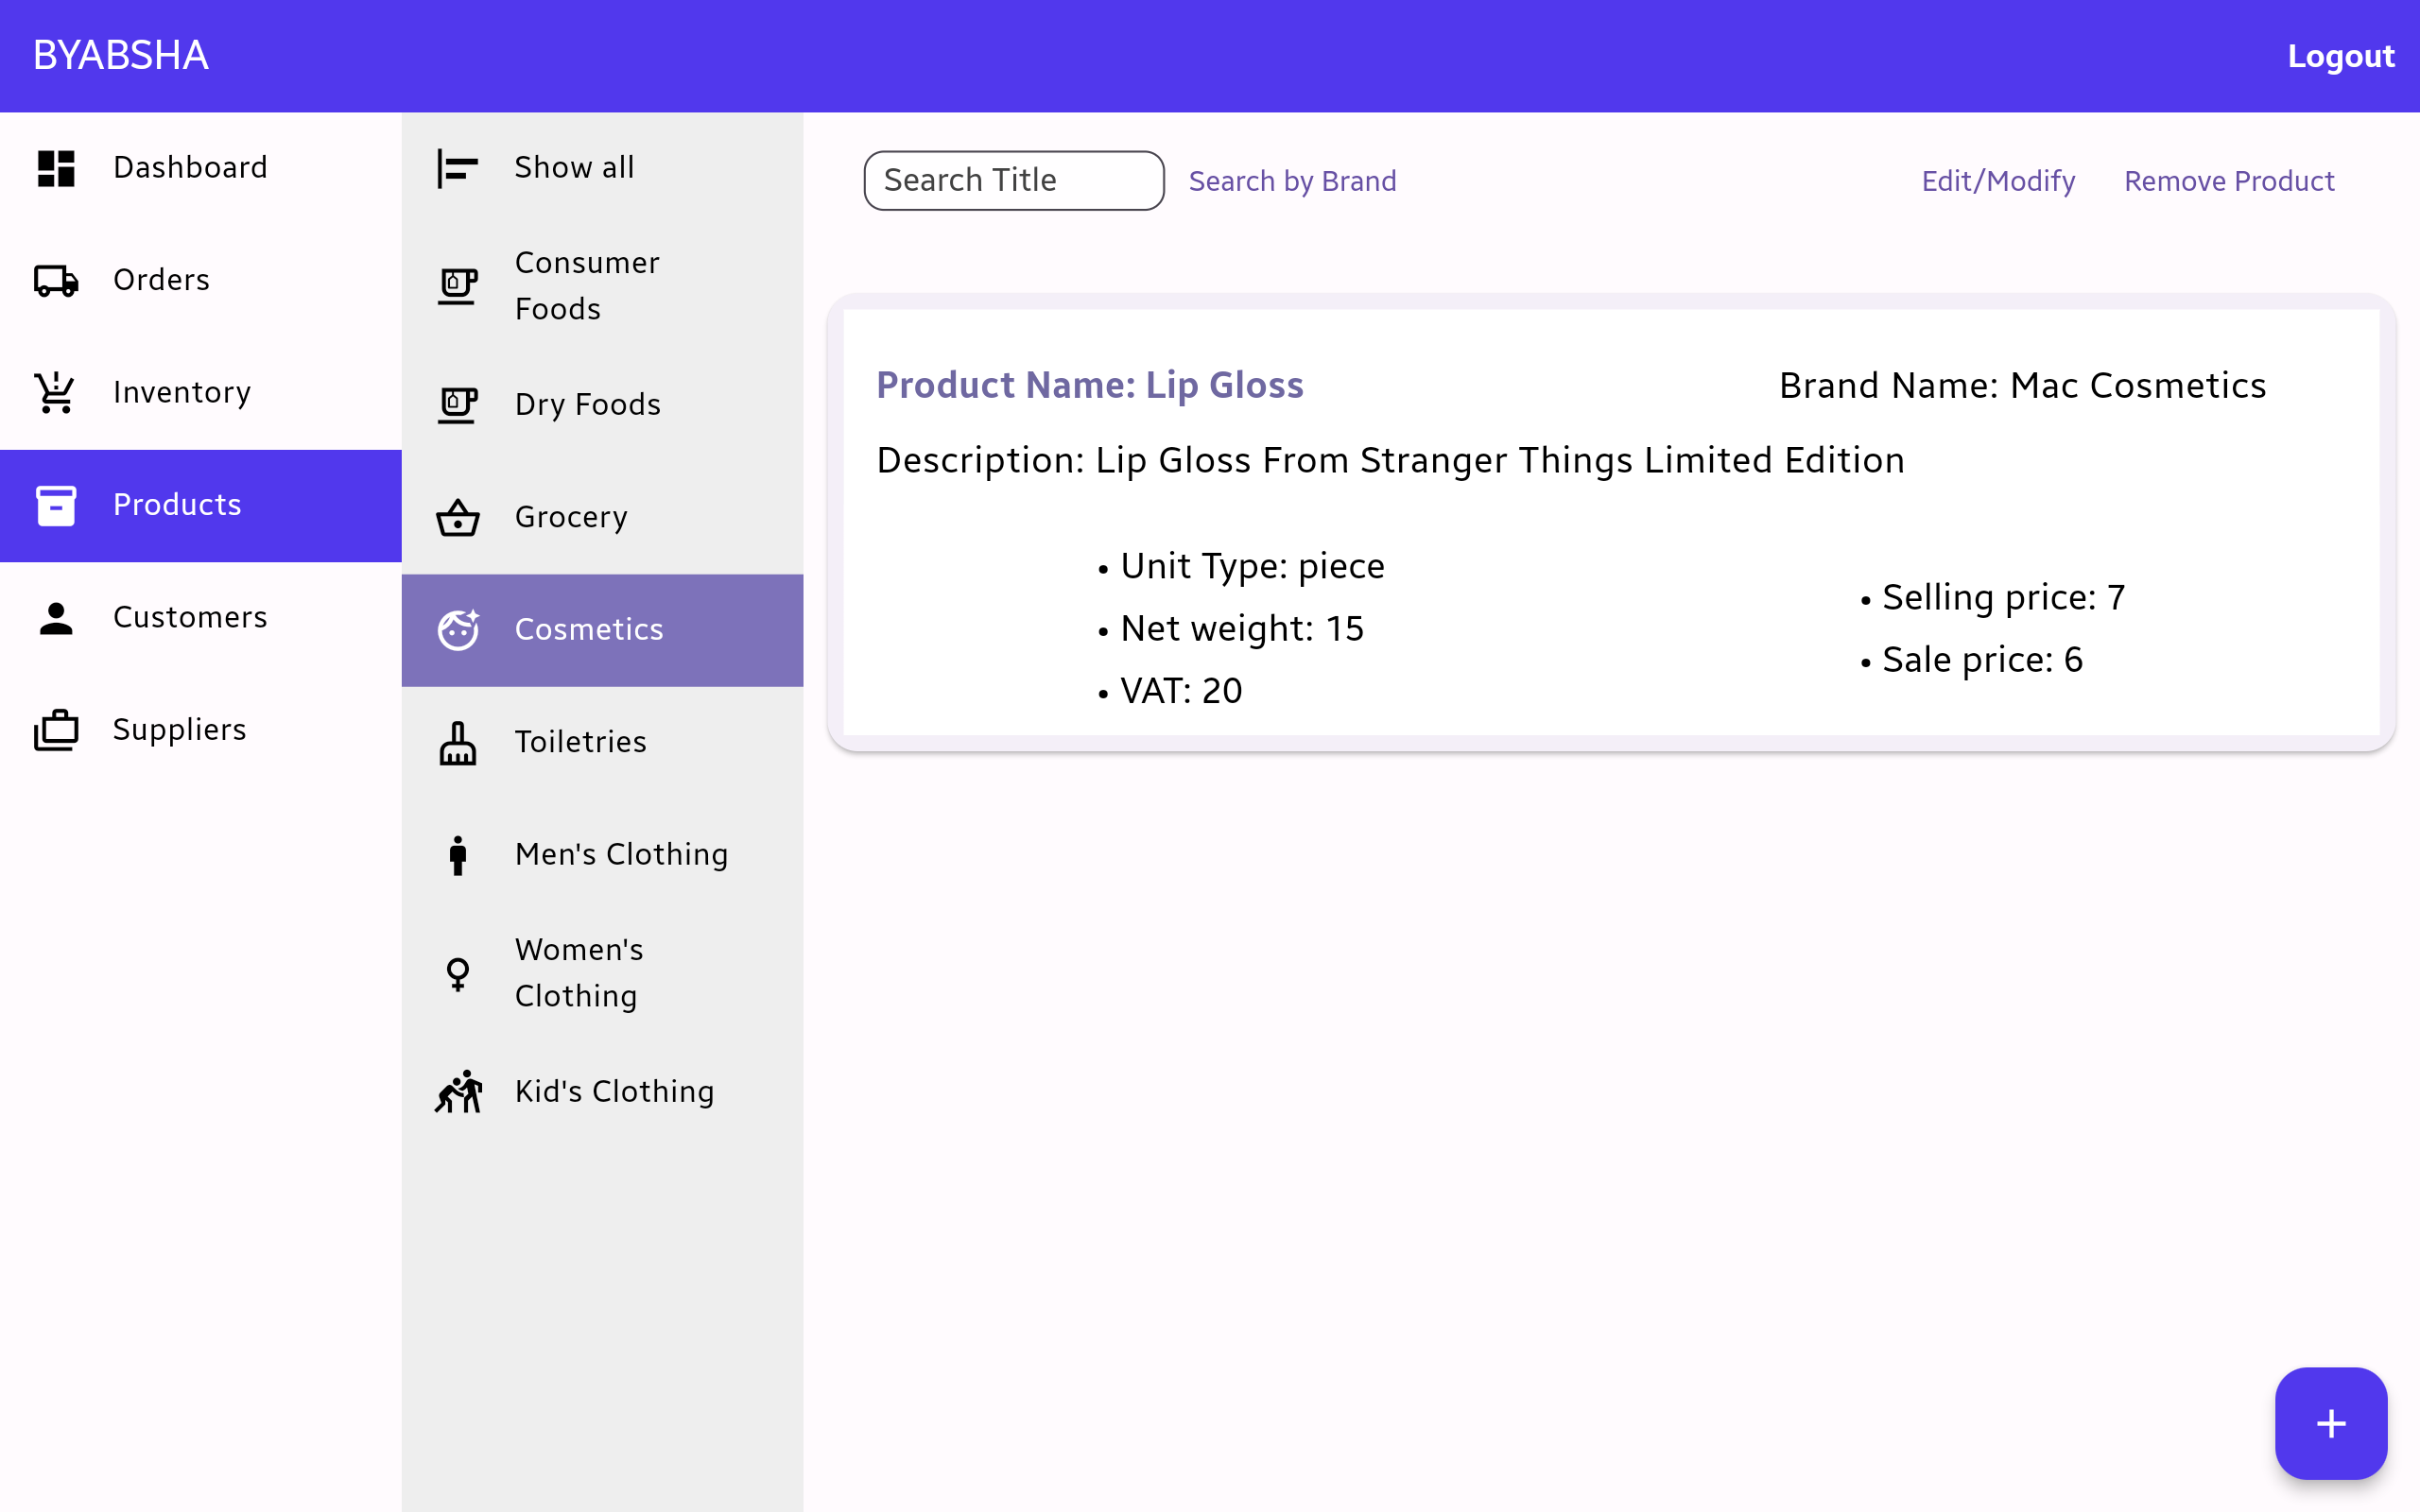 BYABSHA
Logout
Dashboard
Orders
Inventory
Products
Customers
Suppliers
Show all
Consumer
Foods
Dry Foods
Grocery
Cosmetics
Toiletries
Men's Clothing
Women's
Clothing
Kid's Clothing
Search Title
Search by Brand
Edit/Modify
Remove Product
Product Name: Lip Gloss
Brand Name: Mac Cosmetics
Description: Lip Gloss From Stranger Things Limited Edition
• Unit Type: piece
• Net weight: 15
• VAT: 20
• Selling price: 7
• Sale price: 6
+